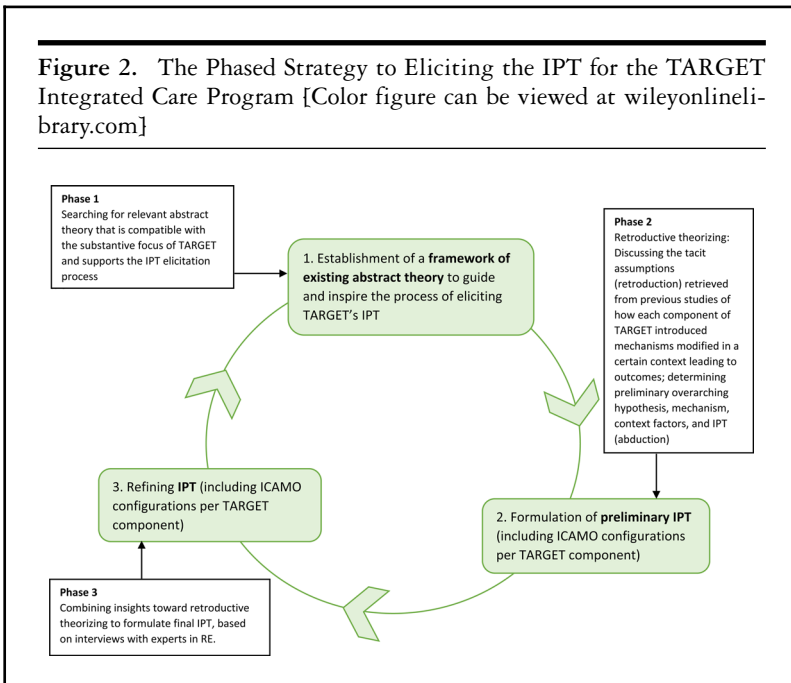 Figure 2. The Phased Strategy to Eliciting the IPT for the TARGET
Integrated Care Program [Color figure can be viewed at wileyonlineli-
brary.com]
Phase 1
Searching for relevant abstract
theory that is compatible with
the substantive focus of TARGET
and supports the IPT elicitation
process
1. Establishment of a framework of
existing abstract theory to guide
and inspire the process of eliciting
TARGET's IPT
Phase 2
Retroductive theorizing:
Discussing the tacit
assumptions
(retroduction) retrieved
from previous studies of
how each component of
TARGET introduced
mechanisms modified in a
certain context leading to
outcomes; determining
preliminary overarching
hypothesis, mechanism,
context factors, and IPT
(abduction)
2. Formulation of preliminary IPT
(including ICAMO configurations
per TARGET component)
3. Refining IPT (including ICAMO
configurations per TARGET
component)
Phase 3
Combining insights toward retroductive
theorizing to formulate final IPT, based
on interviews with experts in RE.